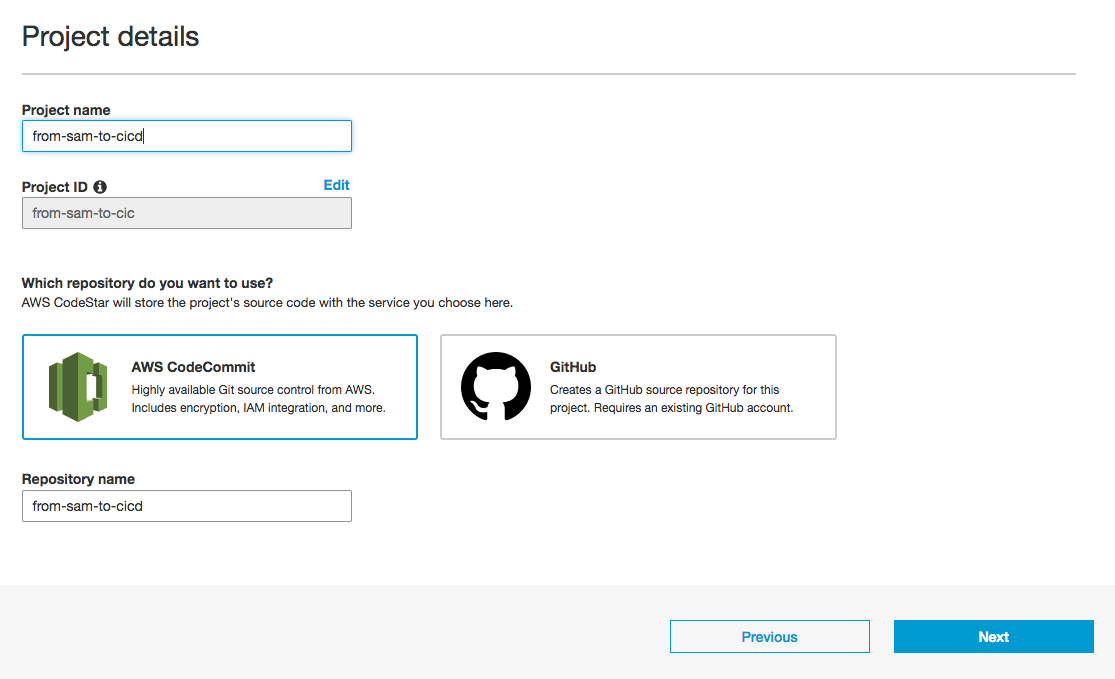 Project details
Project name
from-sam-to-cicd
Project ID
Edit
from-sam-to-cic
Which repository do you want to use?
AWS CodeStar will store the project's source code with the service you choose here.
AWS CodeCommit
Highly available Git source control from AWS.
Includes encryption, IAM integration, and more.
GitHub
Creates a GitHub source repository for this
project. Requires an existing GitHub account.
Repository name
from-sam-to-cicd
Previous
Next